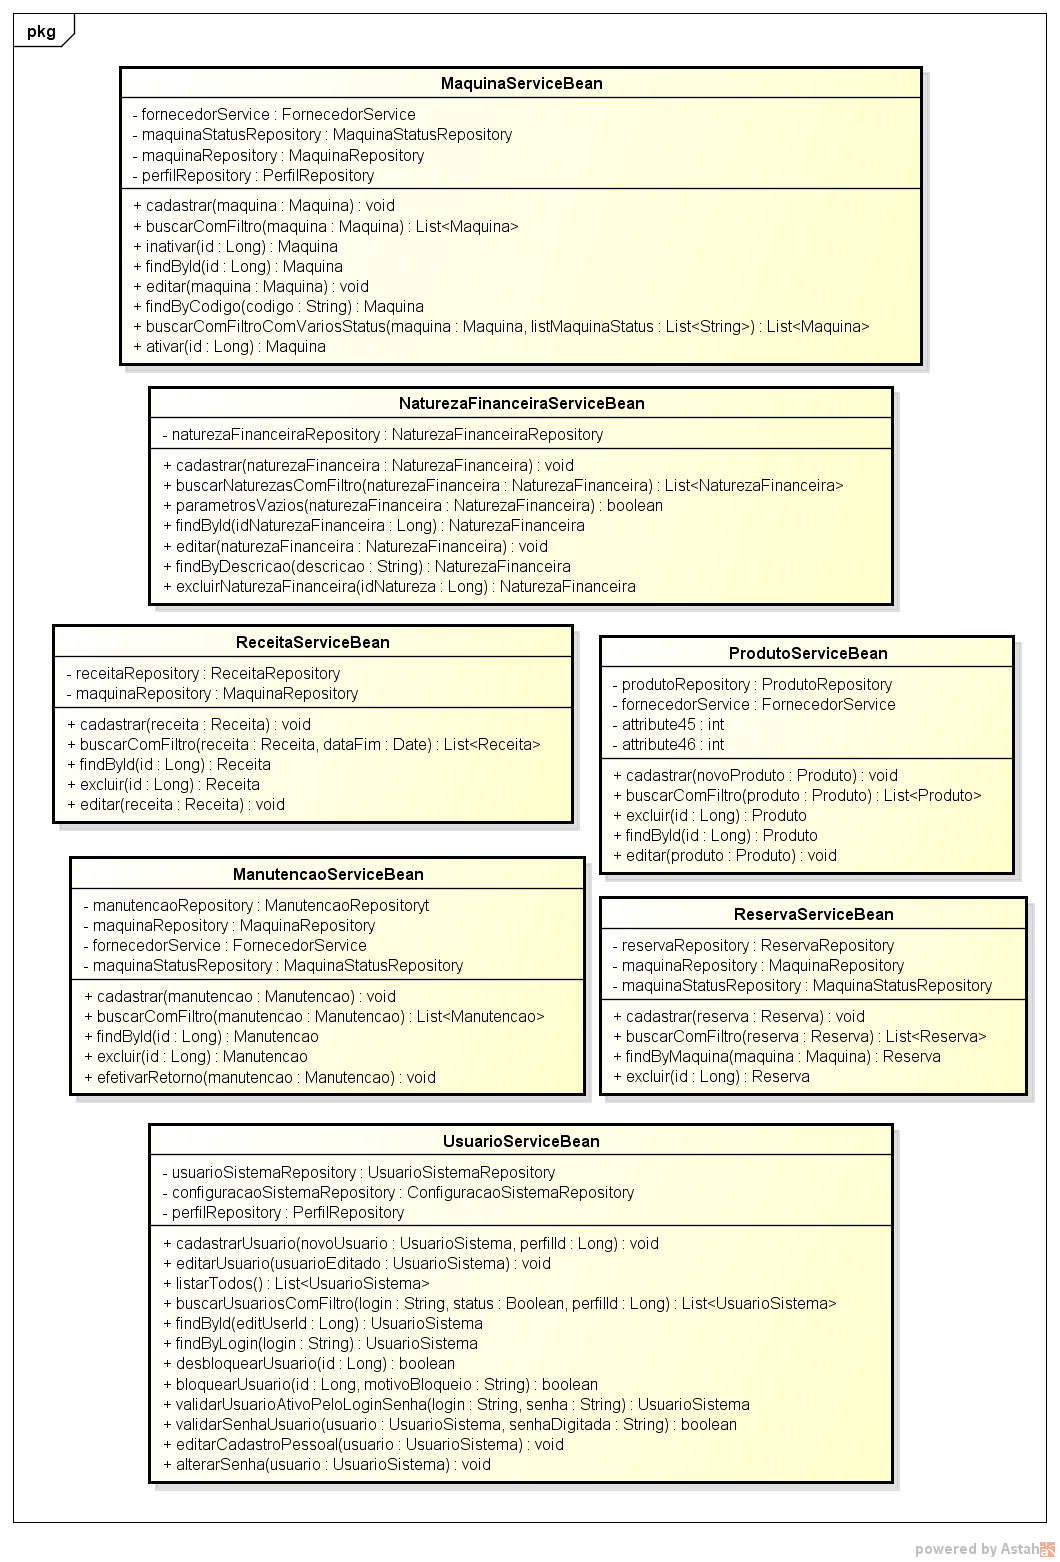 pkg
MaquinaServiceBean
- fornecedorService : FornecedorService
- maquinaStatusRepository : MaquinaStatusRepository
- maquinaRepository : MaquinaRepository
- perfilRepository : PerfilRepository
+ cadastrar(maquina : Maquina) : void
+ buscarComFiltro(maquina : Maquina) : List<Maquina>
+ inativar(id : Long) : Maquina
+ findById(id : Long) : Maquina
+ editar(maquina : Maquina) : void
+ findByCodigo(codigo : String) : Maquina
+ buscarComFiltroComVariosStatus(maquina : Maquina, listMaquinaStatus : List<String>) : List<Maquina>
+ ativar(id : Long) : Maquina
NaturezaFinanceiraServiceBean
- naturezaFinanceiraRepository : NaturezaFinanceiraRepository
+ cadastrar(naturezaFinanceira : NaturezaFinanceira) : void
+ buscarNaturezasComFiltro(naturezaFinanceira : NaturezaFinanceira) : List<NaturezaFinanceira>
+ parametrosVazios(naturezaFinanceira : NaturezaFinanceira) : boolean
+ findById(idNaturezaFinanceira : Long) : NaturezaFinanceira
+ editar(naturezaFinanceira : NaturezaFinanceira) : void
+ findByDescricao(descricao : String) : NaturezaFinanceira
+ excluirNaturezaFinanceira(idNatureza : Long) : NaturezaFinanceira
ReceitaServiceBean
- receitaRepository : ReceitaRepository
- maquinaRepository : MaquinaRepository
+ cadastrar(receita : Receita) : void
+ buscarComFiltro(receita : Receita, dataFim : Date) : List<Receita>
+ findById(id : Long) : Receita
+ excluir(id : Long) : Receita
+ editar(receita : Receita) : void
ProdutoServiceBean
- produtoRepository : ProdutoRepository
- fornecedorService : FornecedorService
- attribute45 : int
- attribute46 : int
+ cadastrar(novoProduto : Produto) : void
+ buscarComFiltro(produto : Produto) : List<Produto>
+ excluir(id : Long) : Produto
+ findById(id : Long) : Produto
+ editar(produto : Produto) : void
ManutencaoServiceBean
- manutencaoRepository : ManutencaoRepositoryt
- maquinaRepository : MaquinaRepository
- fornecedorService : FornecedorService
- maquinaStatusRepository : MaquinaStatusRepository
+ cadastrar(manutencao : Manutencao) : void
+ buscarComFiltro(manutencao : Manutencao) : List<Manutencao>
+ findById(id : Long) : Manutencao
+ excluir(id : Long) : Manutencao
+ efetivarRetorno(manutencao : Manutencao) : void
ReservaServiceBean
- reservaRepository : ReservaRepository
- maquinaRepository : MaquinaRepository
- maquinaStatusRepository : MaquinaStatusRepository
+ cadastrar(reserva : Reserva) : void
+ buscarComFiltro(reserva : Reserva) : List<Reserva>
+ findByMaquina(maquina : Maquina) : Reserva
+ excluir(id : Long) : Reserva
UsuarioServiceBean
- usuarioSistemaRepository : UsuarioSistemaRepository
- configuracaoSistemaRepository : ConfiguracaoSistemaRepository
- perfilRepository : PerfilRepository
+ cadastrarUsuario(novoUsuario : UsuarioSistema, perfilId : Long) : void
+ editarUsuario(usuarioEditado : UsuarioSistema) : void
+ listarTodos() : List<UsuarioSistema>
+ buscarUsuariosComFiltro(login : String, status : Boolean, perfilId : Long) : List<UsuarioSistema>
+ findById(editUserId : Long) : UsuarioSistema
+ findByLogin(login : String) : UsuarioSistema
+ desbloquearUsuario(id : Long) : boolean
+ bloquearUsuario(id : Long, motivoBloqueio : String) : boolean
+ validarUsuarioAtivoPeloLoginSenha(login : String, senha : String) : UsuarioSistema
+ validarSenhaUsuario(usuario : UsuarioSistema, senhaDigitada : String) : boolean
+ editarCadastroPessoal(usuario : UsuarioSistema) : void
+ alterarSenha(usuario : UsuarioSistema) : void
powered by Astah